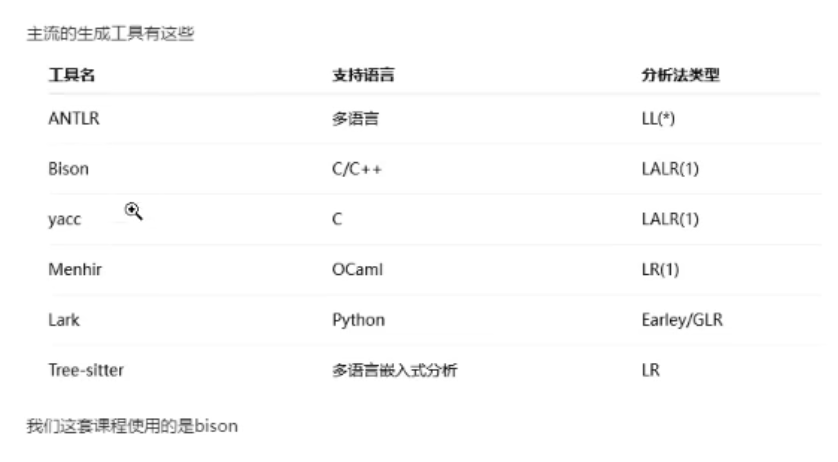 主流的生成工具有这些
工具名 支持语言 分析法类型
ANTLR 多语言 LL(*)
Bison C/C++ LALR(1)
yacc C LALR(1)
Menhir OCaml LR(1)
Lark Python Earley/GLR
Tree-sitter 多语言嵌入式分析 LR
我们这套课程使用的是bison